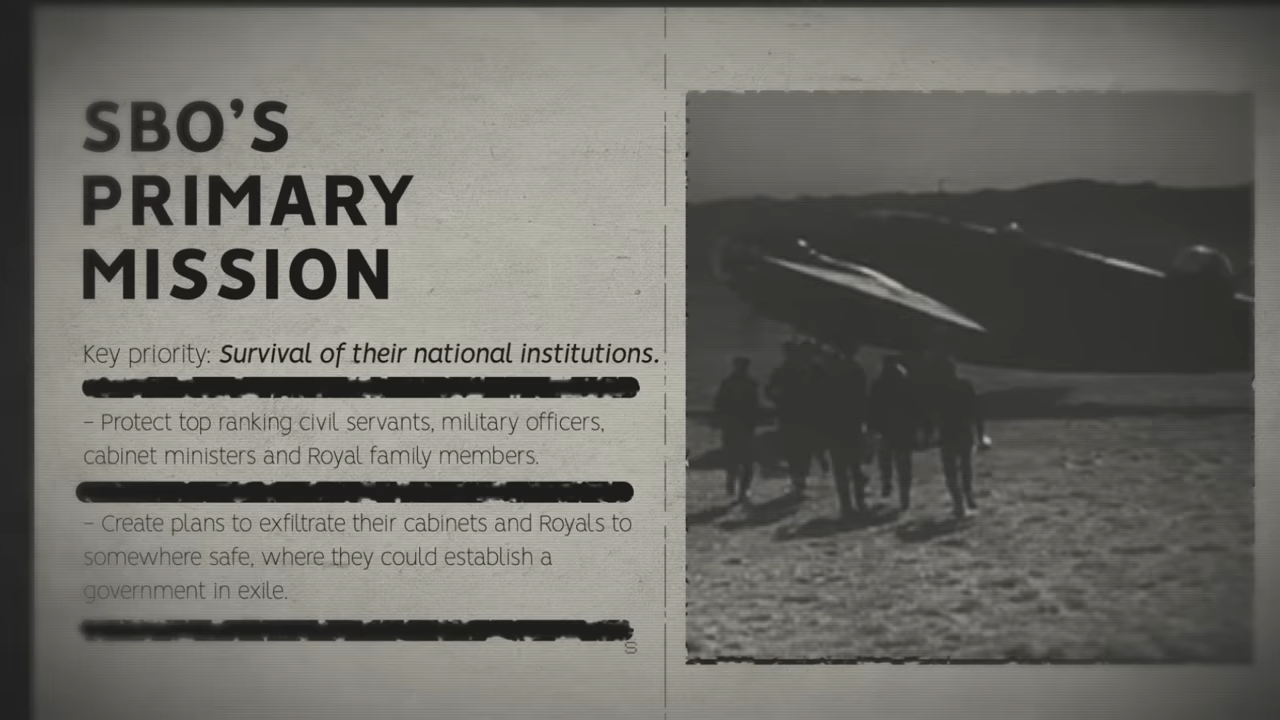 SBO'S
PRIMARY
MISSION
Key priority: Survival of their national institutions.
– Protect top ranking civil servants, military officers,
cabinet ministers and Royal family members.
– Create plans to exfiltrate their cabinets and Royals to
somewhere safe, where they could establish a
government in exile.